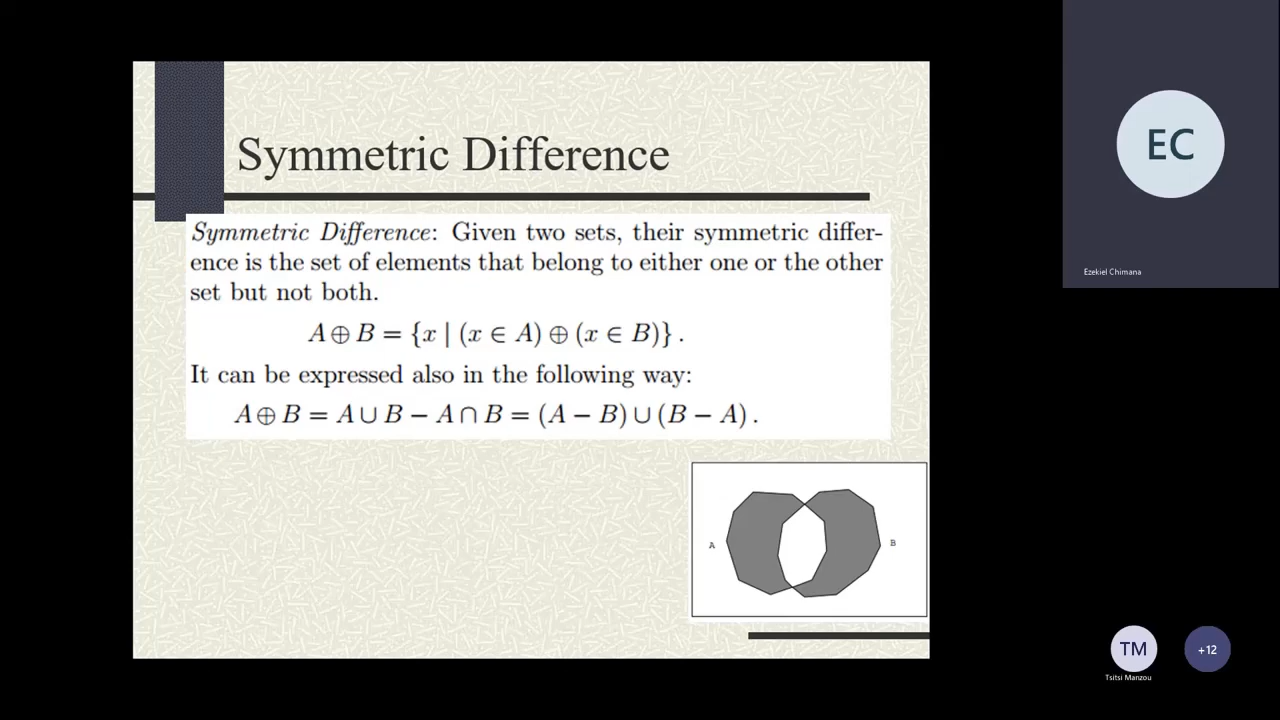 Symmetric Difference
Symmetric Difference: Given two sets, their symmetric differ-
ence is the set of elements that belong to either one or the other
set but not both.
A ⊕ B = {x | (x ∈ A) ⊕ (x ∈ B)} .
It can be expressed also in the following way:
A ⊕ B = A ∪ B − A ∩ B = (A − B) ∪ (B − A) .
A
B
EC
Ezekiel Chimana
TM
+12
Tsitsi Manzou